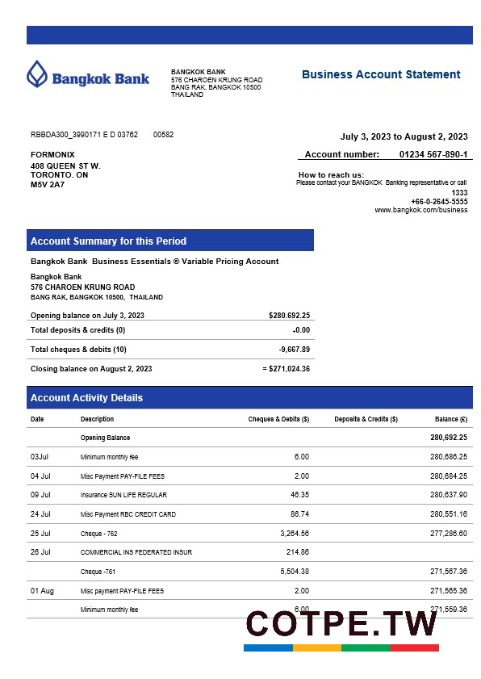 Bangkok Bank
BANGKOK BANK
576 CHAROEN KRUNG ROAD
BANG RAK, BANGKOK 10500
THAILAND
Business Account Statement
RBBDA300_3990171 E D 03762 00582
July 3, 2023 to August 2, 2023
FORMONIX
408 QUEEN ST W.
TORONTO. ON
M5V 2A7
Account number: 01234 567-890-1
How to reach us:
Please contact your BANGKOK Banking representative or call
1333
+66-0-2645-5555
www.bangkok.com/business
Account Summary for this Period
Bangkok Bank Business Essentials ® Variable Pricing Account
Bangkok Bank
576 CHAROEN KRUNG ROAD
BANG RAK, BANGKOK 10500, THAILAND
Opening balance on July 3, 2023 $280.692.25
Total deposits & credits (0) -0.00
Total cheques & debits (10) -9,667.89
Closing balance on August 2, 2023 = $271,024.36
Account Activity Details
Date Description Cheques & Debits ($) Deposits & Credits ($) Balance (£)
Opening Balance 280,692.25
03Jul Minimum monthly fee 6.00 280,686.25
04 Jul Misc Payment PAY-FILE FEES 2.00 280,684.25
09 Jul Insurance SUN LIFE REGULAR 46.35 280,637.90
24 Jul Misc Payment RBC CREDIT CARD 86.74 280,551.16
25 Jul Cheque - 762 3,264.56 277,286.60
26 Jul COMMERCIAL INS FEDERATED INSUR 214.86
Cheque -761 5,504.38 271,567.36
01 Aug Misc payment PAY-FILE FEES 2.00 271,565.36
Minimum monthly fee 6.00 271,559.36
COTPE.TW